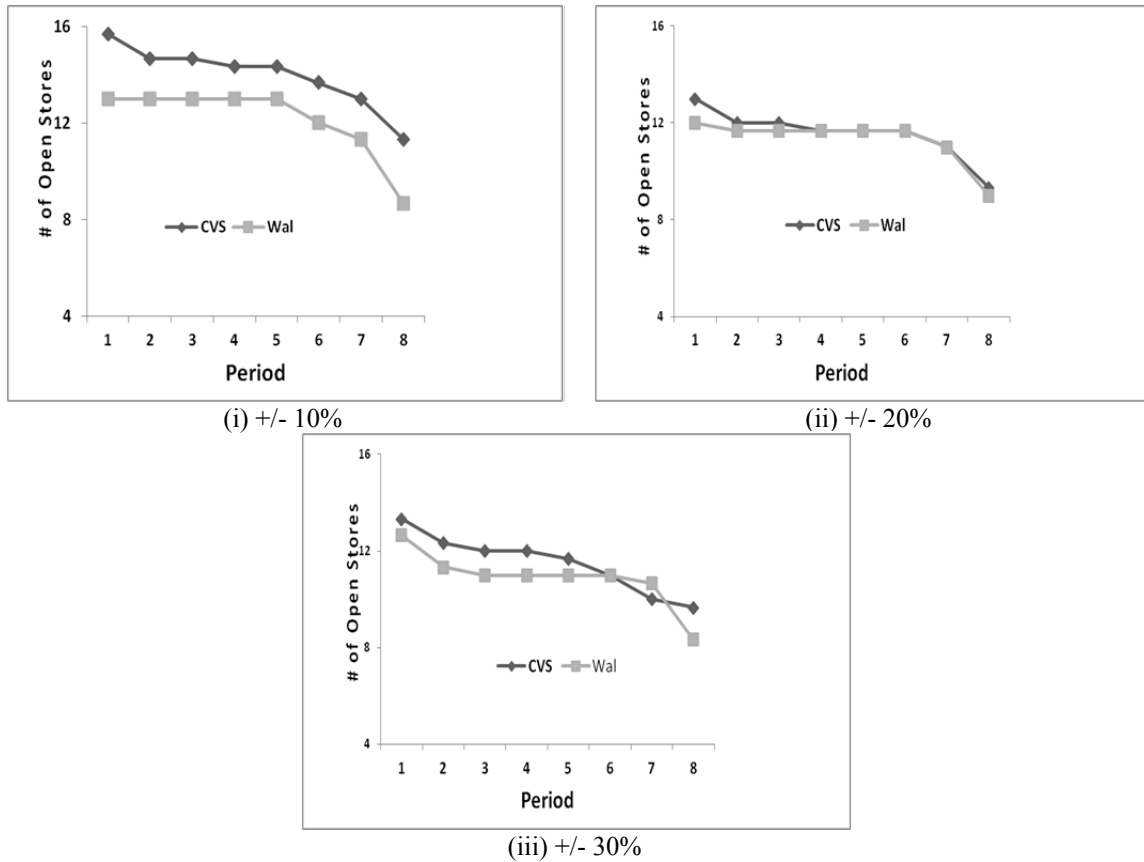 16
12
8
4
# of Open Stores
CVS Wal
1 2 3 4 5 6 7 8
Period
(i) +/- 10%
16
12
8
4
# of Open Stores
CVS Wal
1 2 3 4 5 6 7 8
Period
(ii) +/- 20%
16
12
8
4
# of Open Stores
CVS Wal
1 2 3 4 5 6 7 8
Period
(iii) +/- 30%